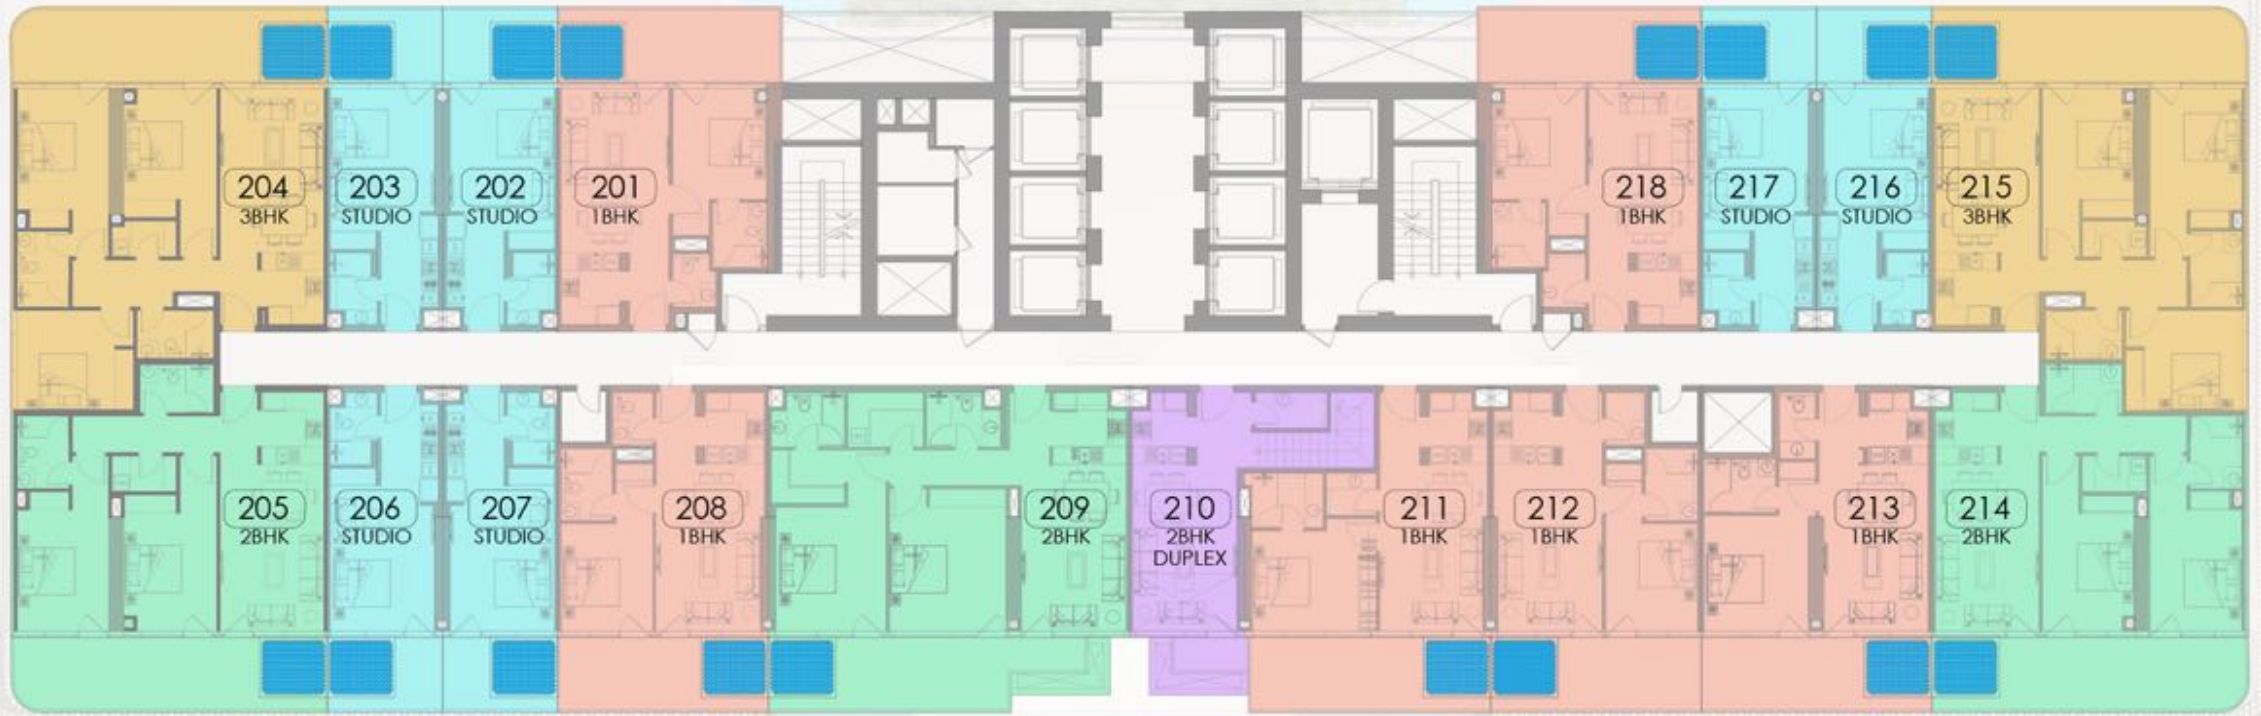 204
3BHK
203
STUDIO
202
STUDIO
201
1BHK
218
1BHK
217
STUDIO
216
STUDIO
215
3BHK
205
2BHK
206
STUDIO
207
STUDIO
208
1BHK
209
2BHK
210
2BHK
DUPLEX
211
1BHK
212
1BHK
213
1BHK
214
2BHK